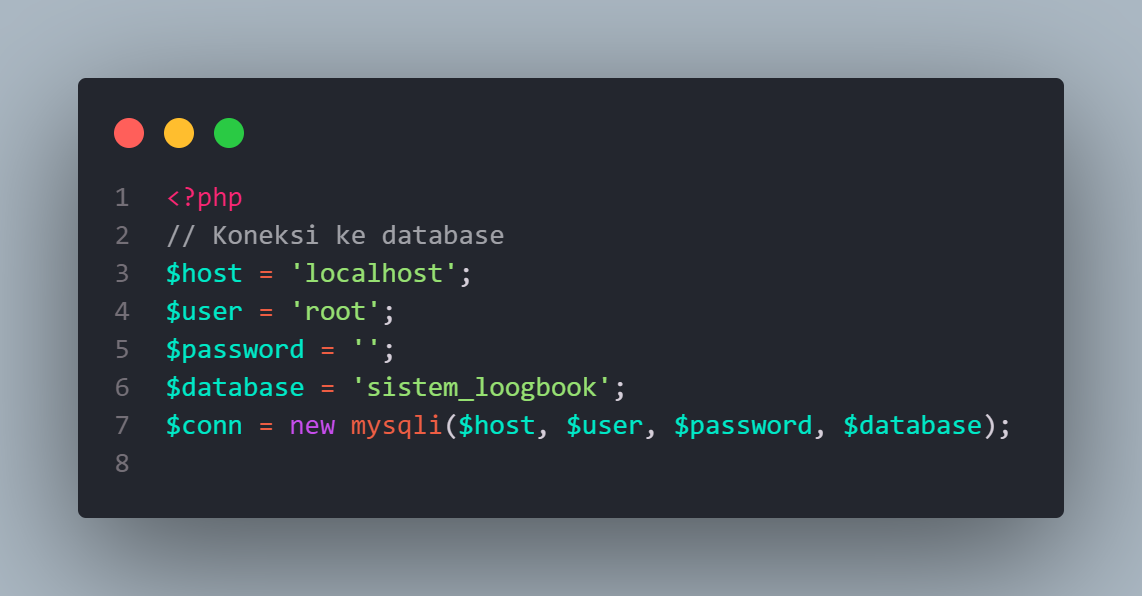 1 <?php
2 // Koneksi ke database
3 $host = 'localhost';
4 $user = 'root';
5 $password = '';
6 $database = 'sistem_loogbook';
7 $conn = new mysqli($host, $user, $password, $database);
8